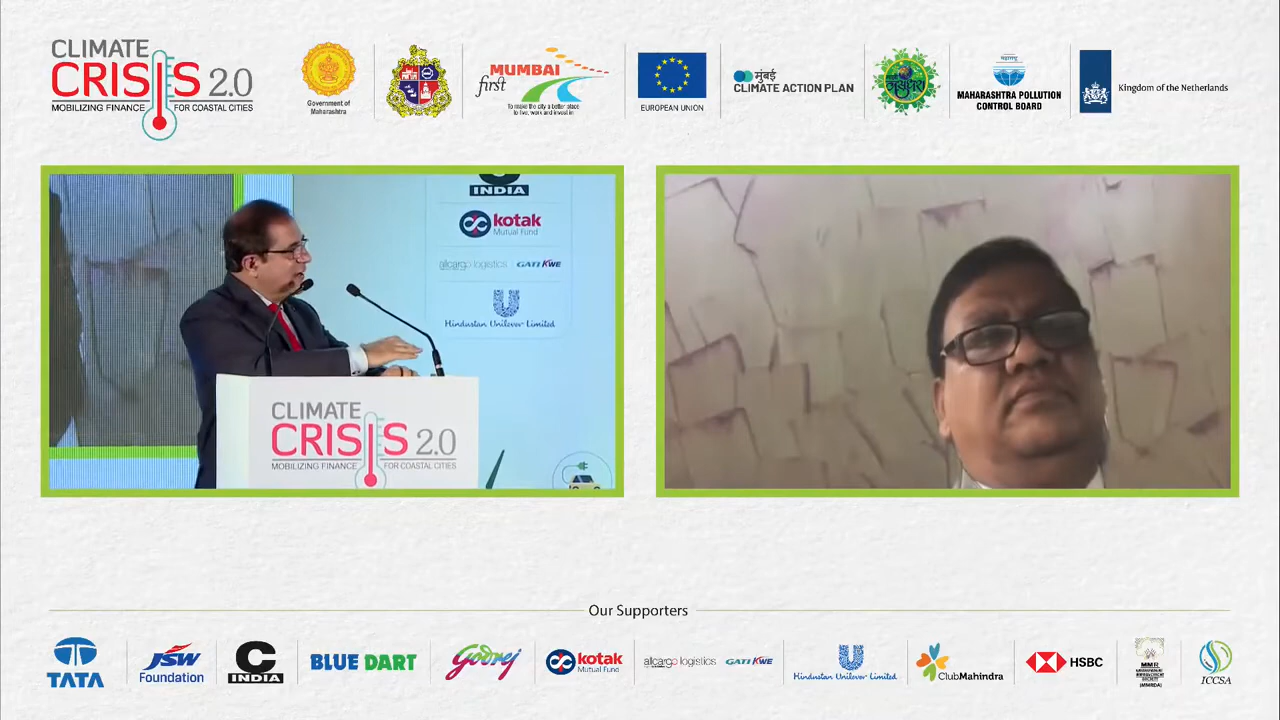 CLIMATE
CRISIS 2.0
MOBILIZING FINANCE FOR COASTAL CITIES
Government of
Maharashtra
MUMBAI
first
To make the city a better place
to live, work and invest in
EUROPEAN UNION
मुंबई
CLIMATE ACTION PLAN
महाराष्ट्र
MAHARASHTRA POLLUTION
CONTROL BOARD
Kingdom of the Netherlands
INDIA
kotak
Mutual Fund
allcargo logistics GATI KWE
Hindustan Unilever Limited
CLIMATE
CRISIS 2.0
MOBILIZING FINANCE FOR COASTAL CITIES
Our Supporters
TATA
JSW
Foundation
C
INDIA
BLUE DART
Godrej
kotak
Mutual Fund
allcargo logistics GATI KWE
Hindustan Unilever Limited
ClubMahindra
HSBC
MMR
ICCSA